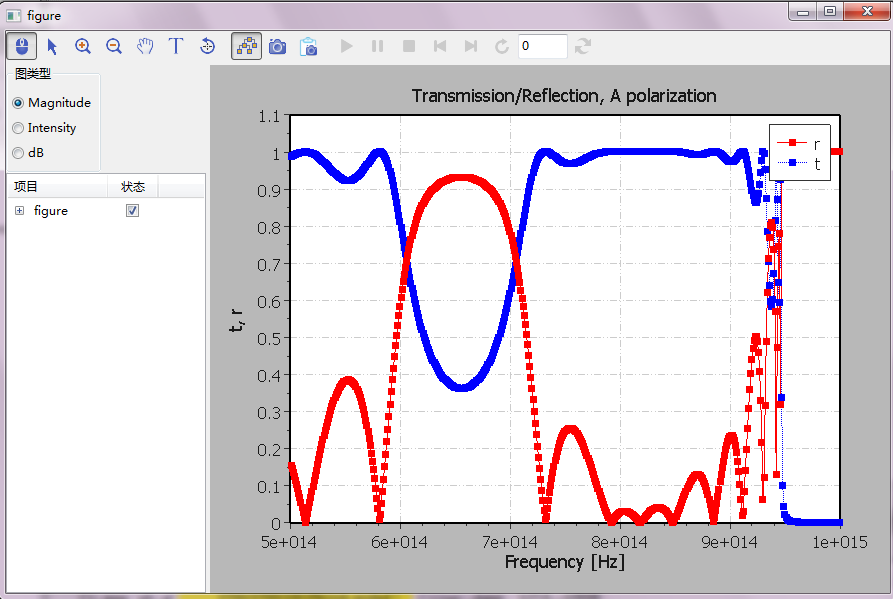 figure
T
0
图类型
Magnitude
Intensity
dB
项目 状态
figure
Transmission/Reflection, A polarization
1.1
1
0.9
0.8
0.7
0.6
0.5
0.4
0.3
0.2
0.1
0
t, r
r
t
5e+014 6e+014 7e+014 8e+014 9e+014 1e+015
Frequency [Hz]